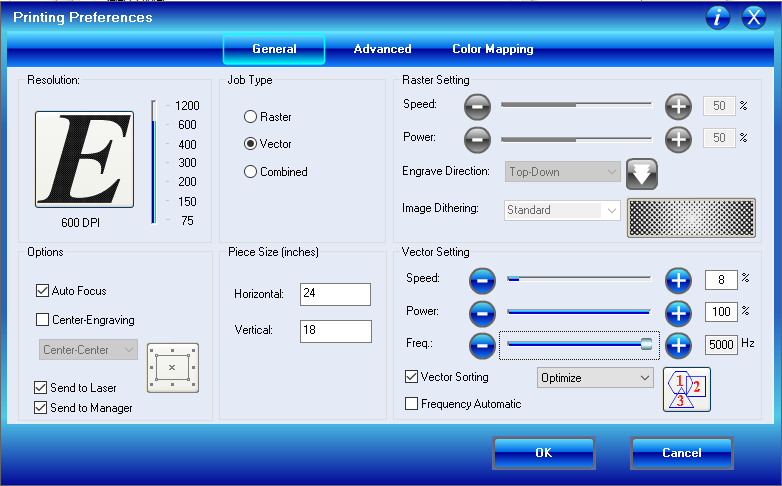 Printing Preferences
i X
General Advanced Color Mapping
Resolution:
E
1200
600
400
300
200
150
75
600 DPI
Job Type
Raster
Vector
Combined
Raster Setting
Speed: 50 %
Power: 50 %
Engrave Direction: Top-Down
Image Dithering: Standard
Options
Auto Focus
Center-Engraving
Center-Center
Send to Laser
Send to Manager
Piece Size (inches)
Horizontal: 24
Vertical: 18
Vector Setting
Speed: 8 %
Power: 100 %
Freq.: 5000 Hz
Vector Sorting Optimize
1
2
3
Frequency Automatic
OK Cancel